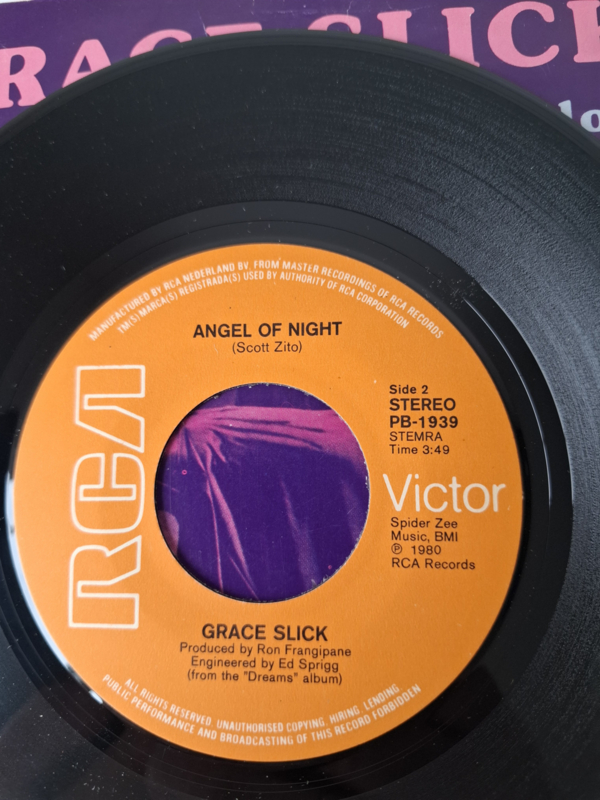 RACE SLICK
lo
MANUFACTURED BY RCA NEDERLAND BV. FROM MASTER RECORDINGS OF RCA RECORDS
TM(S) MARCA(S) REGISTRADA(S) USED BY AUTHORITY OF RCA CORPORATION
ANGEL OF NIGHT
(Scott Zito)
Side 2
STEREO
PB-1939
STEMRA
Time 3:49
RCA
Victor
Spider Zee
Music, BMI
℗ 1980
RCA Records
GRACE SLICK
Produced by Ron Frangipane
Engineered by Ed Sprigg
(from the "Dreams" album)
ALL RIGHTS RESERVED. UNAUTHORISED COPYING, HIRING, LENDING
PUBLIC PERFORMANCE AND BROADCASTING OF THIS RECORD FORBIDDEN